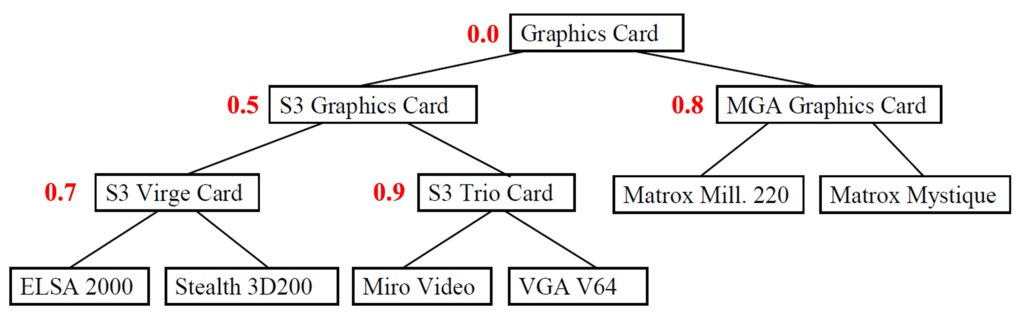 0.0 Graphics Card
0.5 S3 Graphics Card 0.8 MGA Graphics Card
0.7 S3 Virge Card 0.9 S3 Trio Card Matrox Mill. 220 Matrox Mystique
ELSA 2000 Stealth 3D200 Miro Video VGA V64